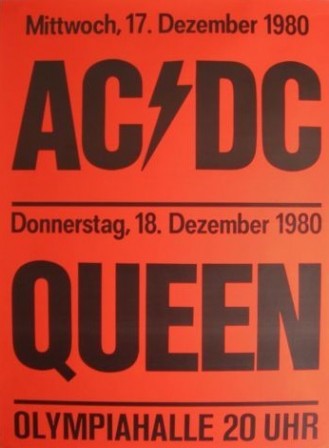 Mittwoch, 17. Dezember 1980
AC⚡DC
Donnerstag, 18. Dezember 1980
QUEEN
OLYMPIAHALLE 20 UHR